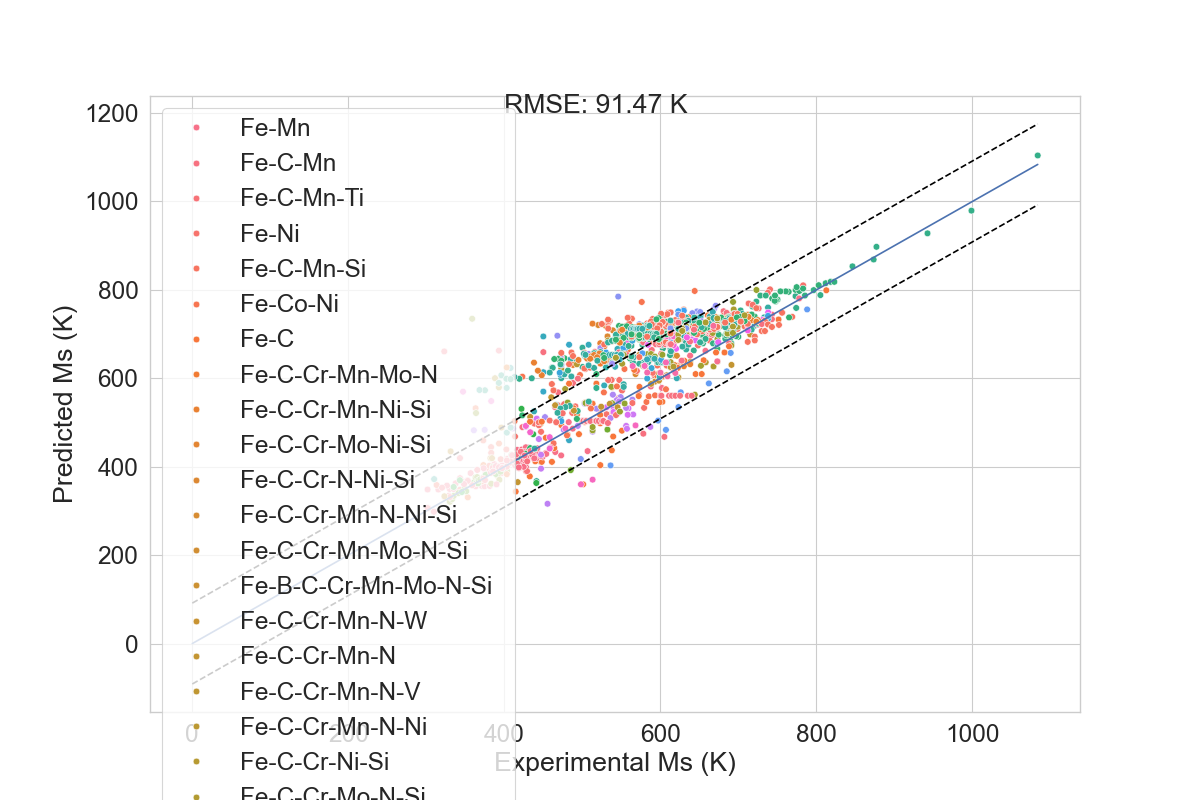 RMSE: 91.47 K
1200
1000
800
600
400
200
0
Predicted Ms (K)
Fe-Mn
Fe-C-Mn
Fe-C-Mn-Ti
Fe-Ni
Fe-C-Mn-Si
Fe-Co-Ni
Fe-C
Fe-C-Cr-Mn-Mo-N
Fe-C-Cr-Mn-Ni-Si
Fe-C-Cr-Mo-Ni-Si
Fe-C-Cr-N-Ni-Si
Fe-C-Cr-Mn-N-Ni-Si
Fe-C-Cr-Mn-Mo-N-Si
Fe-B-C-Cr-Mn-Mo-N-Si
Fe-C-Cr-Mn-N-W
Fe-C-Cr-Mn-N
Fe-C-Cr-Mn-N-V
Fe-C-Cr-Mn-N-Ni
Fe-C-Cr-Ni-Si
Fe-C-Cr-Mo-N-Si
0 200 400 600 800 1000
Experimental Ms (K)